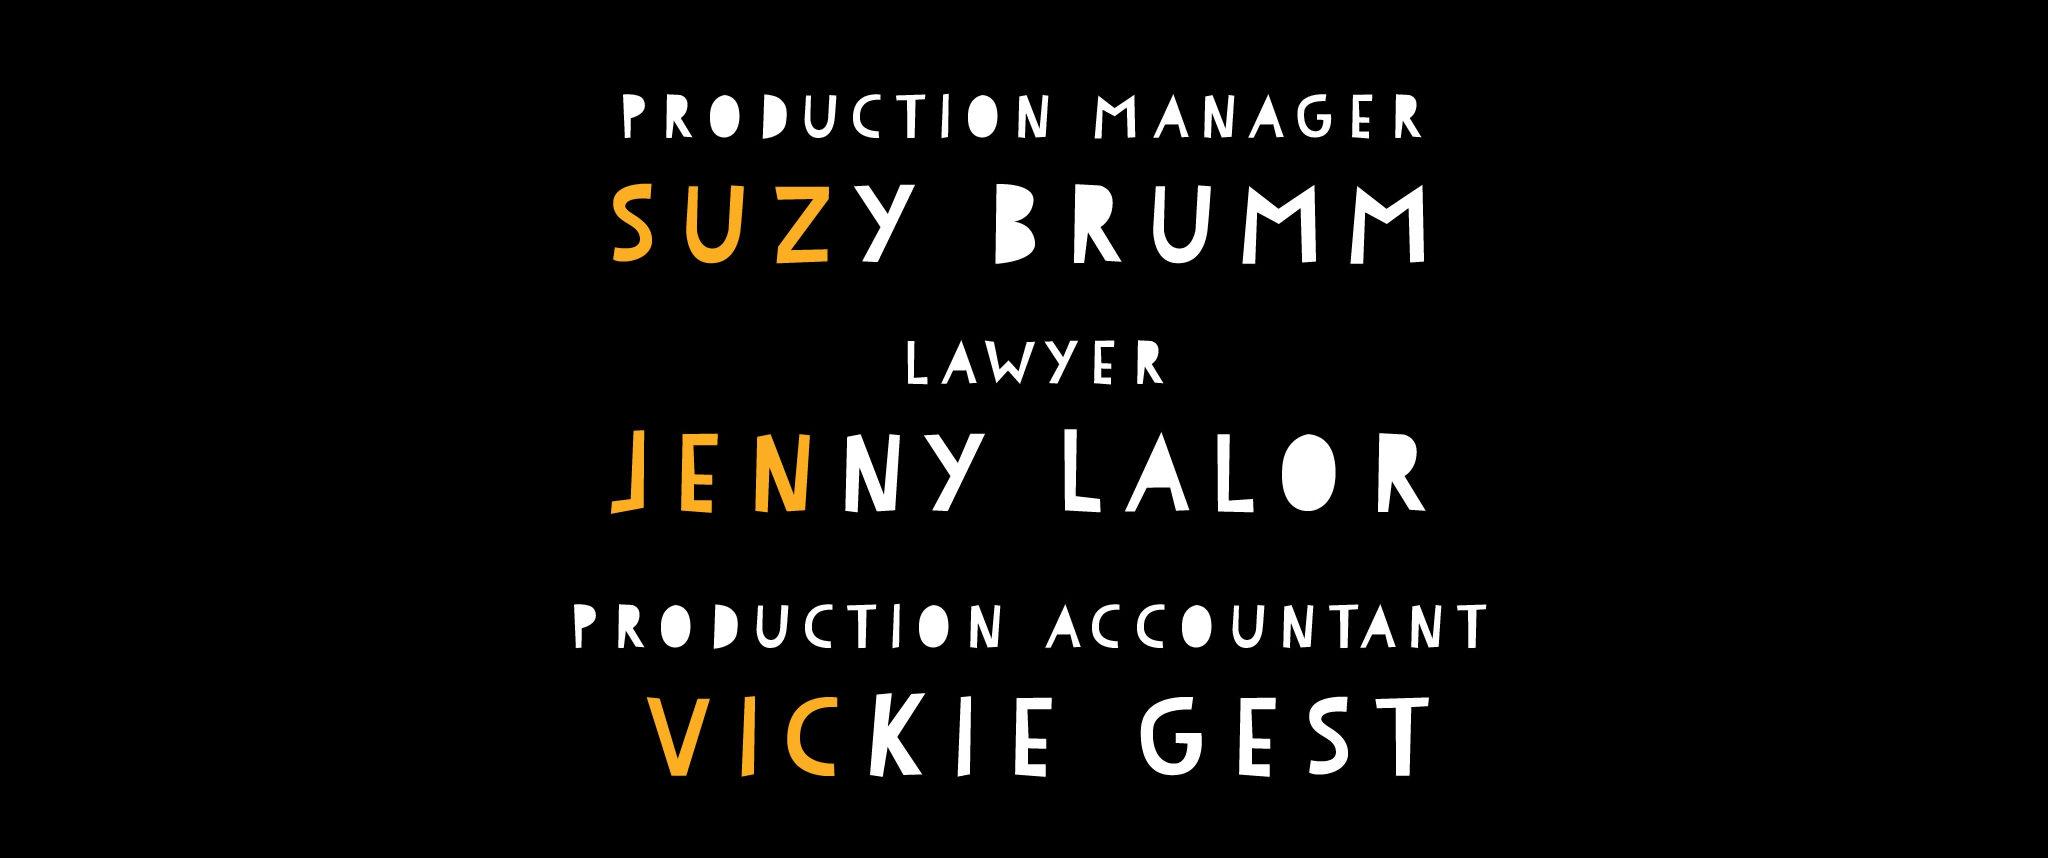 PRODUCTION MANAGER
SUZY BRUMM
LAWYER
JENNY LALOR
PRODUCTION ACCOUNTANT
VICKIE GEST